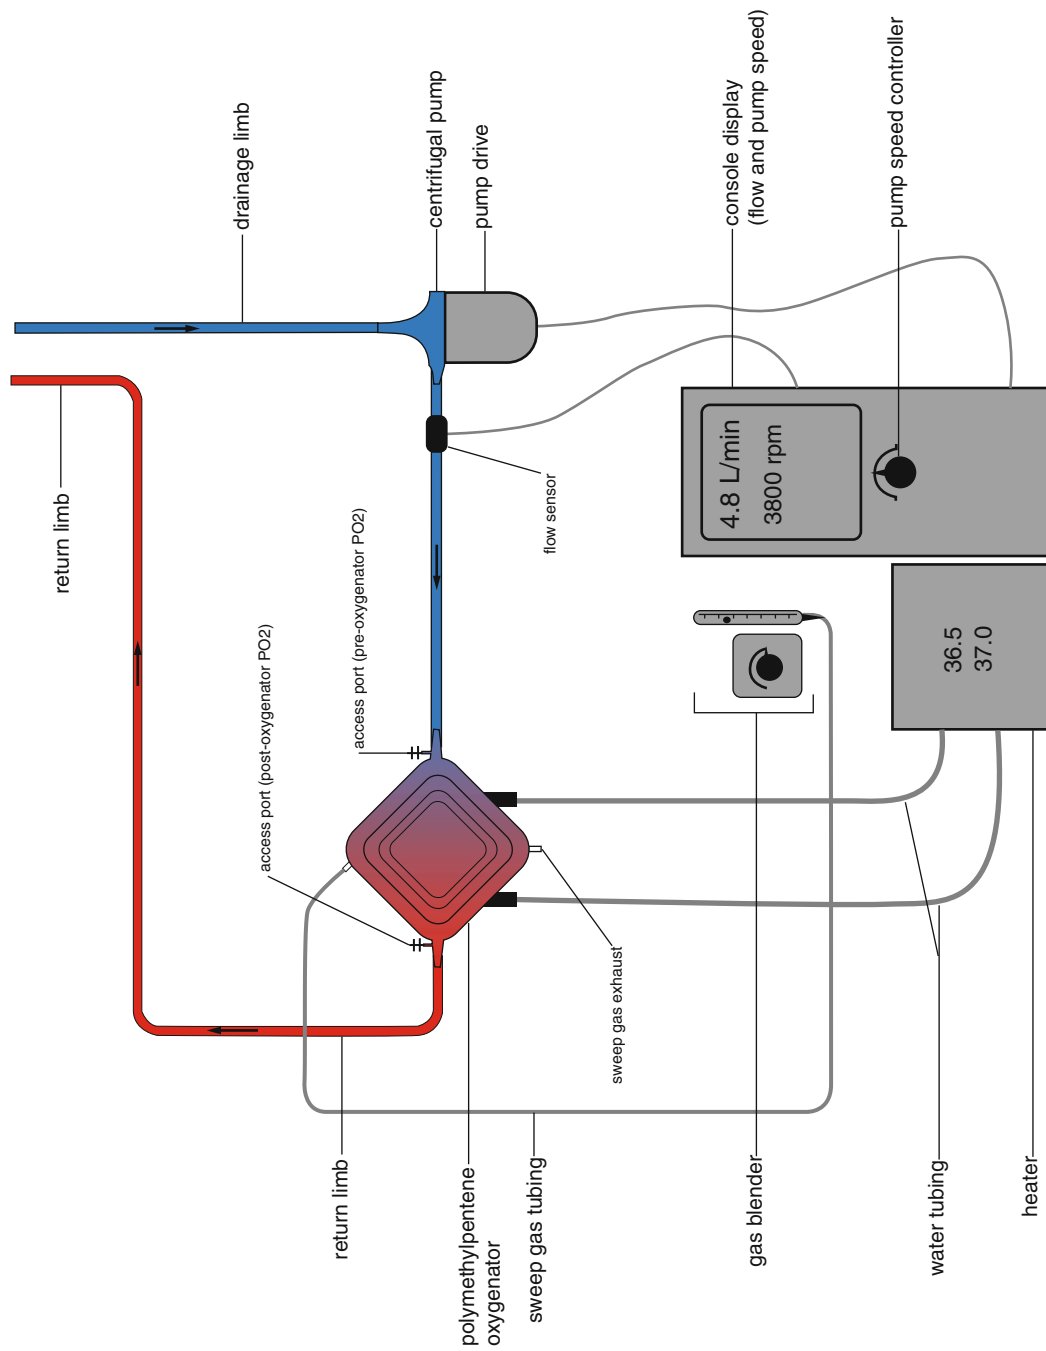 drainage limb
centrifugal pump
pump drive
console display
(flow and pump speed)
pump speed controller
return limb
flow sensor
access port (pre-oxygenator PO2)
access port (post-oxygenator PO2)
4.8 L/min
3800 rpm
36.5
37.0
sweep gas exhaust
return limb
polymethylpentene
oxygenator
sweep gas tubing
gas blender
water tubing
heater